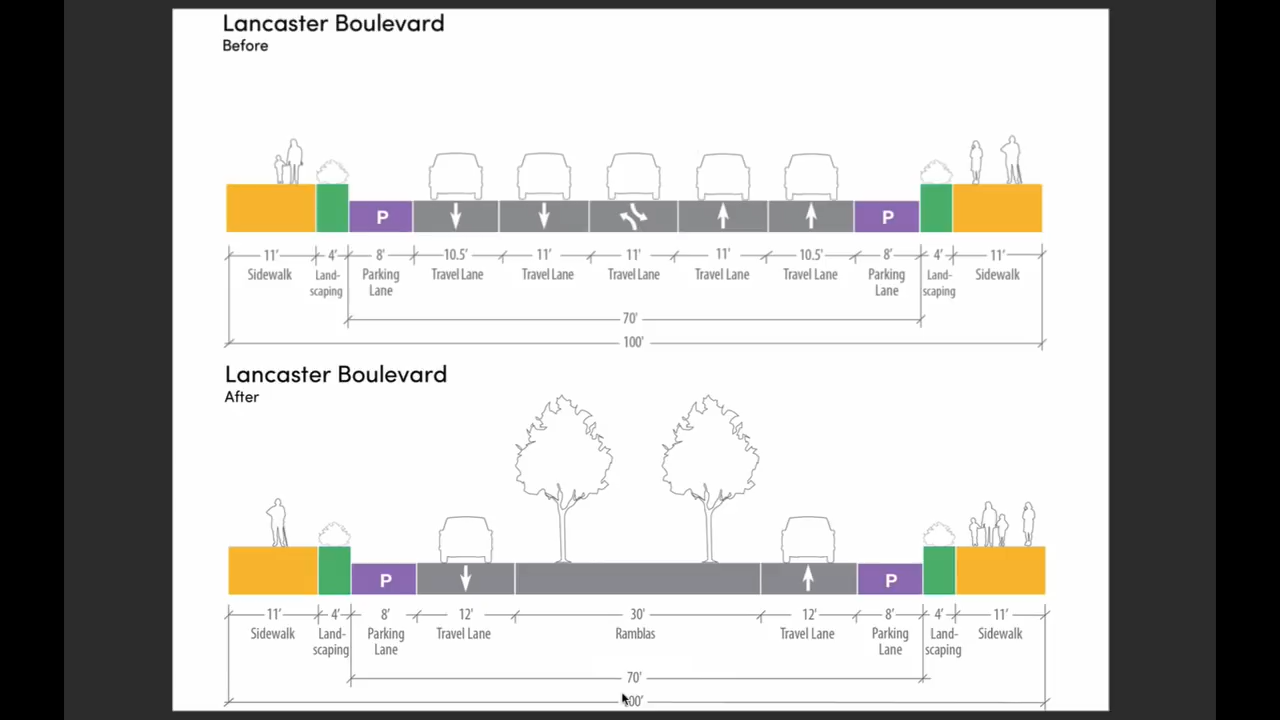 Lancaster Boulevard
Before
P P
11' 4' 8' 10.5' 11' 11' 11' 10.5' 8' 4' 11'
Sidewalk Land- Parking Travel Lane Travel Lane Travel Lane Travel Lane Travel Lane Parking Land- Sidewalk
scaping Lane Lane scaping
70'
100'
Lancaster Boulevard
After
P P
11' 4' 8' 12' 30' 12' 8' 4' 11'
Sidewalk Land- Parking Travel Lane Ramblas Travel Lane Parking Land- Sidewalk
scaping Lane Lane scaping
70'